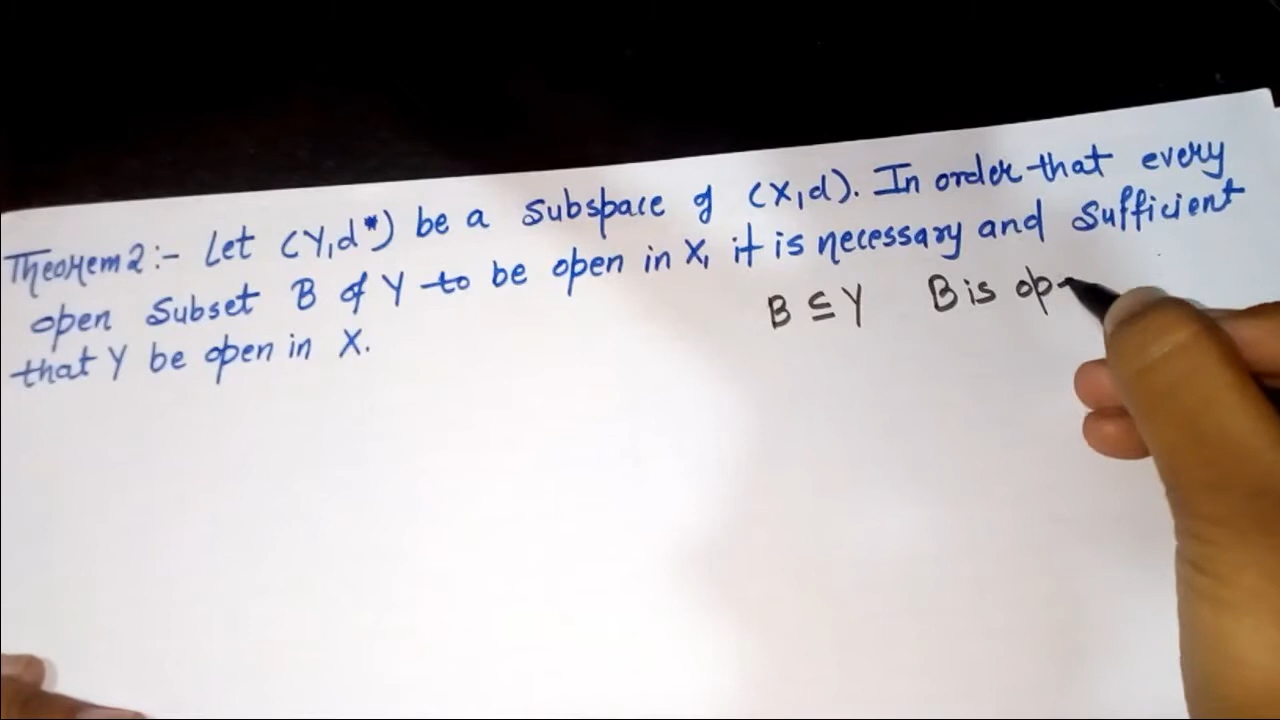 Theorem 2:- Let (Y,d*) be a subspace of (X,d). In order that every
open subset B of Y to be open in X, it is necessary and sufficient
that Y be open in X.
B ⊆ Y B is op